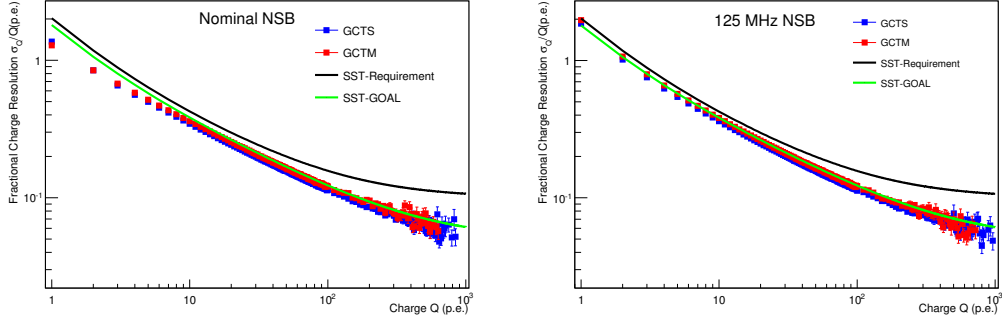 Nominal NSB
GCTS
GCTM
SST-Requirement
SST-GOAL
Fractional Charge Resolution σ_Q/Q(p.e.)
1
10⁻¹
1
10
10²
10³
Charge Q (p.e.)
125 MHz NSB
GCTS
GCTM
SST-Requirement
SST-GOAL
Fractional Charge Resolution σ_Q/Q(p.e.)
1
10⁻¹
1
10
10²
10³
Charge Q (p.e.)